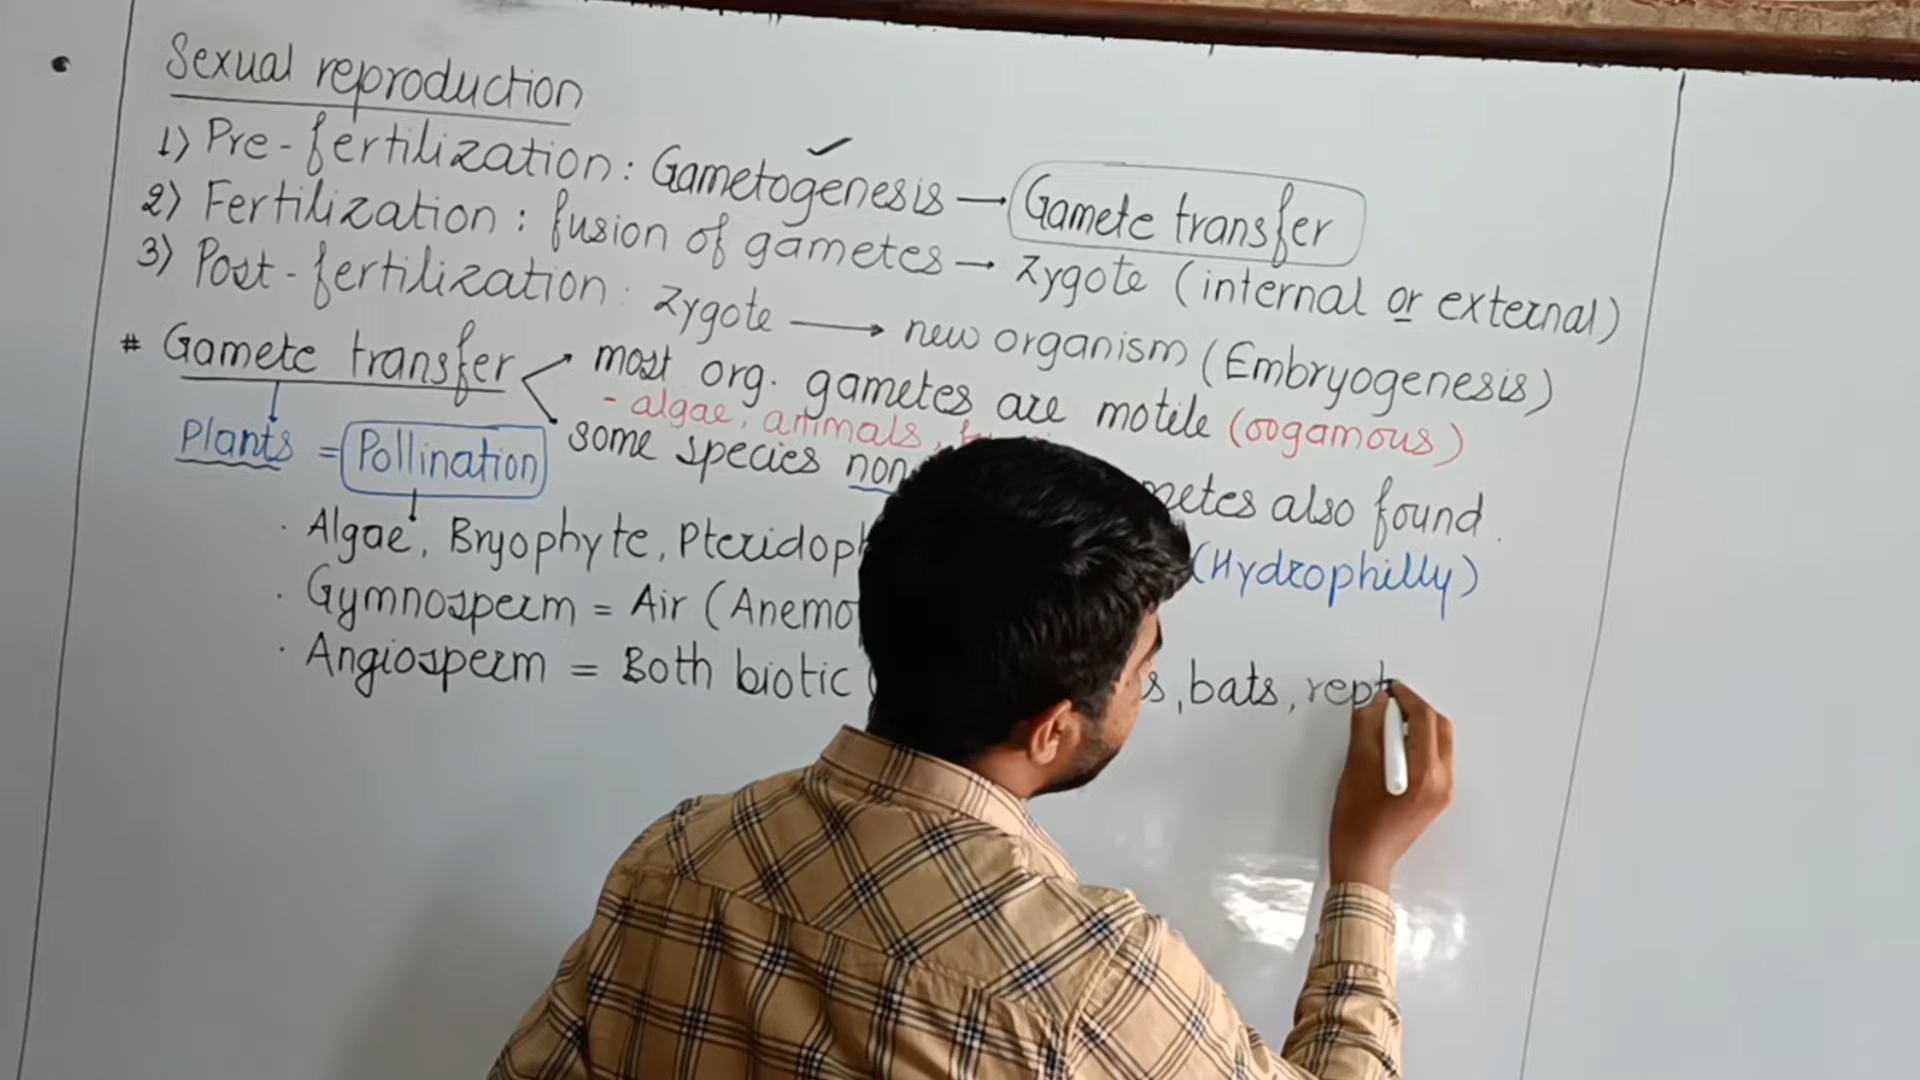 Sexual reproduction
1) Pre-fertilization : Gametogenesis → Gamete transfer
2) Fertilization : fusion of gametes → zygote (internal or external)
3) Post-fertilization : zygote → new organism (Embryogenesis)
# Gamete transfer most org. gametes are motile (oogamous)
- algae, animals,
some species non metes also found.
Plants = Pollination
· Algae, Bryophyte, Pteridoph (Hydrophilly)
· Gymnosperm = Air (Anemo
· Angiosperm = Both biotic ( s, bats, rept